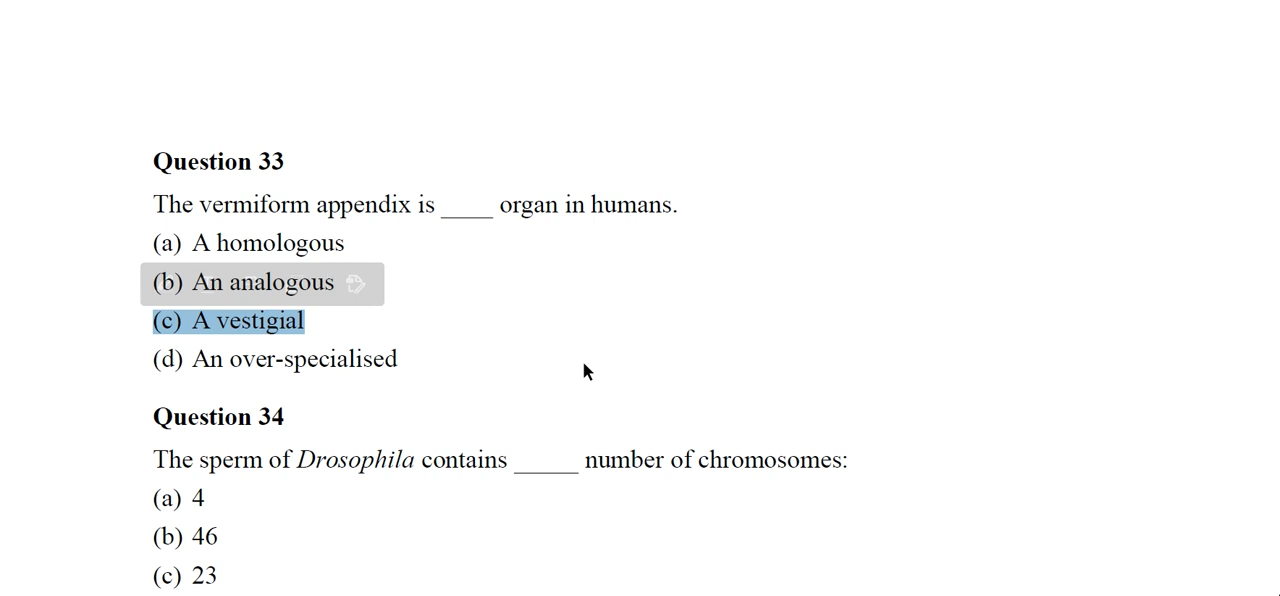 Question 33
The vermiform appendix is ____ organ in humans.
(a) A homologous
(b) An analogous
(c) A vestigial
(d) An over-specialised
Question 34
The sperm of Drosophila contains _____ number of chromosomes:
(a) 4
(b) 46
(c) 23